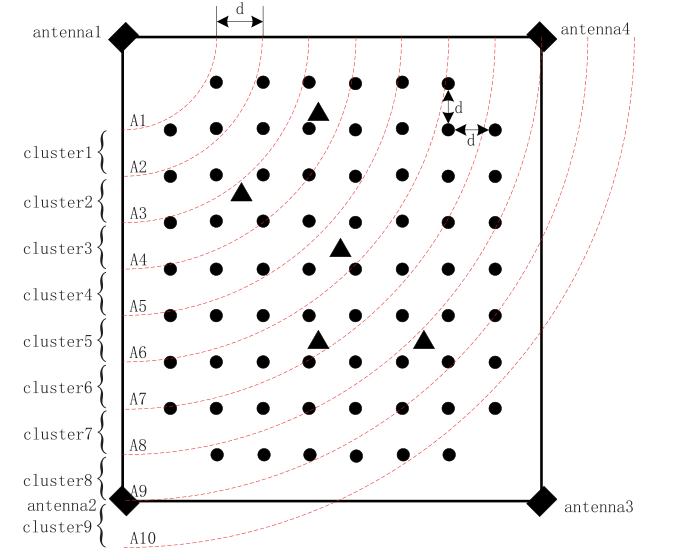 d
antenna1
antenna4
d
A1
d
cluster1
A2
cluster2
A3
cluster3
A4
cluster4
A5
cluster5
A6
cluster6
A7
cluster7
A8
cluster8
A9
antenna2
antenna3
cluster9
A10